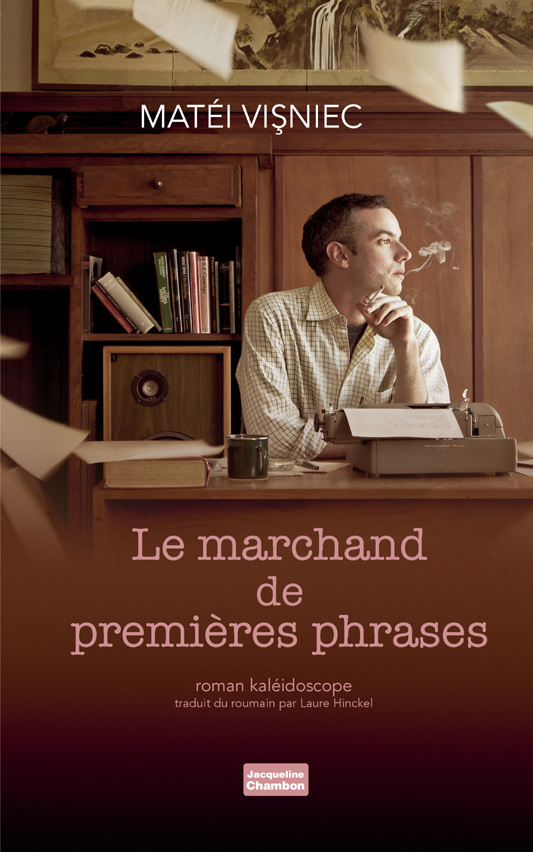 MATÉI VIŞNIEC
Le marchand
de
premières phrases
roman kaléidoscope
traduit du roumain par Laure Hinckel
Jacqueline
Chambon